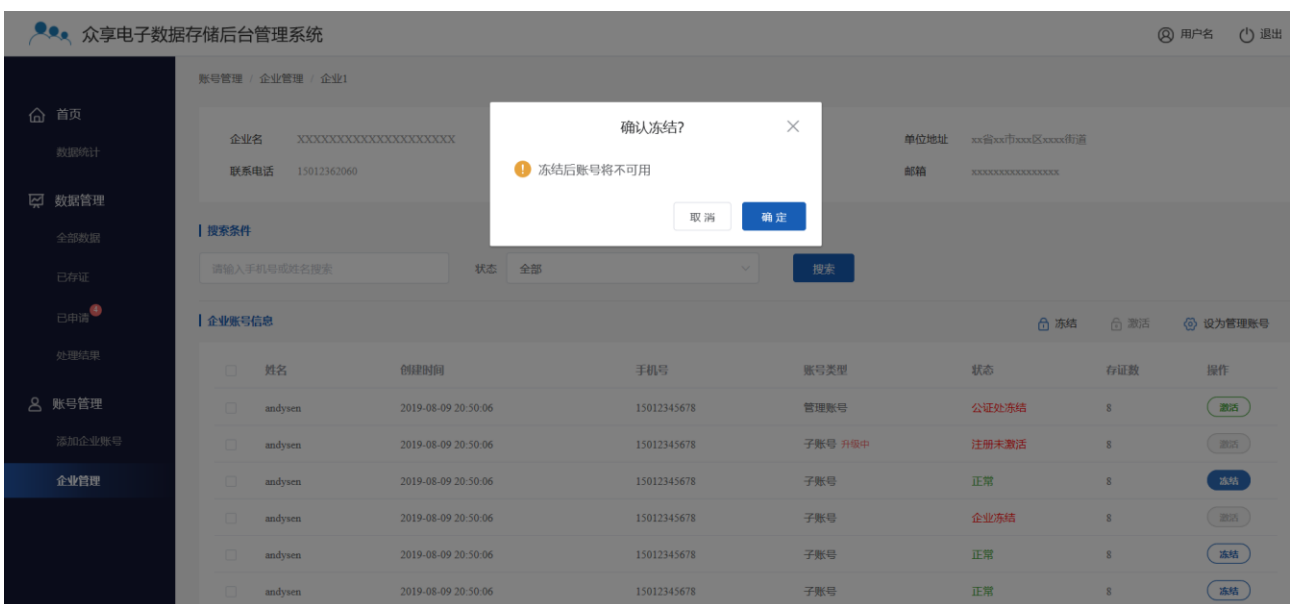 众享电子数据存储后台管理系统 用户名 退出
账号管理 / 企业管理 / 企业1
首页
数据统计
数据管理
全部数据
已存证
已申请 4
处理结果
账号管理
添加企业账号
企业管理
企业名 XXXXXXXXXXXXXXXXXXXXX 单位地址 xx省xx市xxx区xxxx街道
联系电话 15012362060 邮箱 xxxxxxxxxxxxxxxx
确认冻结?
冻结后账号将不可用
取消 确定
搜索条件
请输入手机号或姓名搜索 状态 全部 搜索
企业账号信息 冻结 激活 设为管理账号
姓名 创建时间 手机号 账号类型 状态 存证数 操作
andysen 2019-08-09 20:50:06 15012345678 管理账号 公证处冻结 8 激活
andysen 2019-08-09 20:50:06 15012345678 子账号 升级中 注册未激活 8 激活
andysen 2019-08-09 20:50:06 15012345678 子账号 正常 8 冻结
andysen 2019-08-09 20:50:06 15012345678 子账号 企业冻结 8 激活
andysen 2019-08-09 20:50:06 15012345678 子账号 正常 8 冻结
andysen 2019-08-09 20:50:06 15012345678 子账号 正常 8 冻结